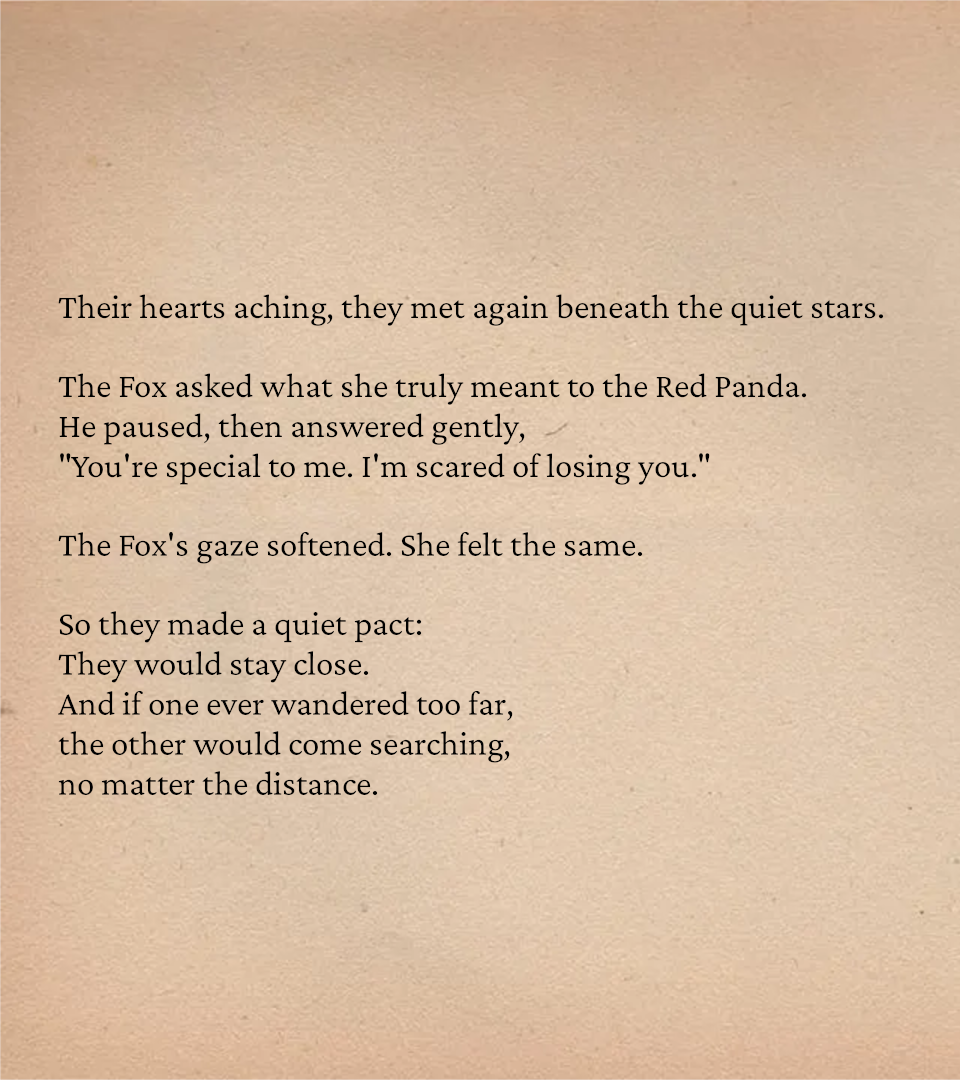 Their hearts aching, they met again beneath the quiet stars.
The Fox asked what she truly meant to the Red Panda.
He paused, then answered gently,
"You're special to me. I'm scared of losing you."
The Fox's gaze softened. She felt the same.
So they made a quiet pact:
They would stay close.
And if one ever wandered too far,
the other would come searching,
no matter the distance.